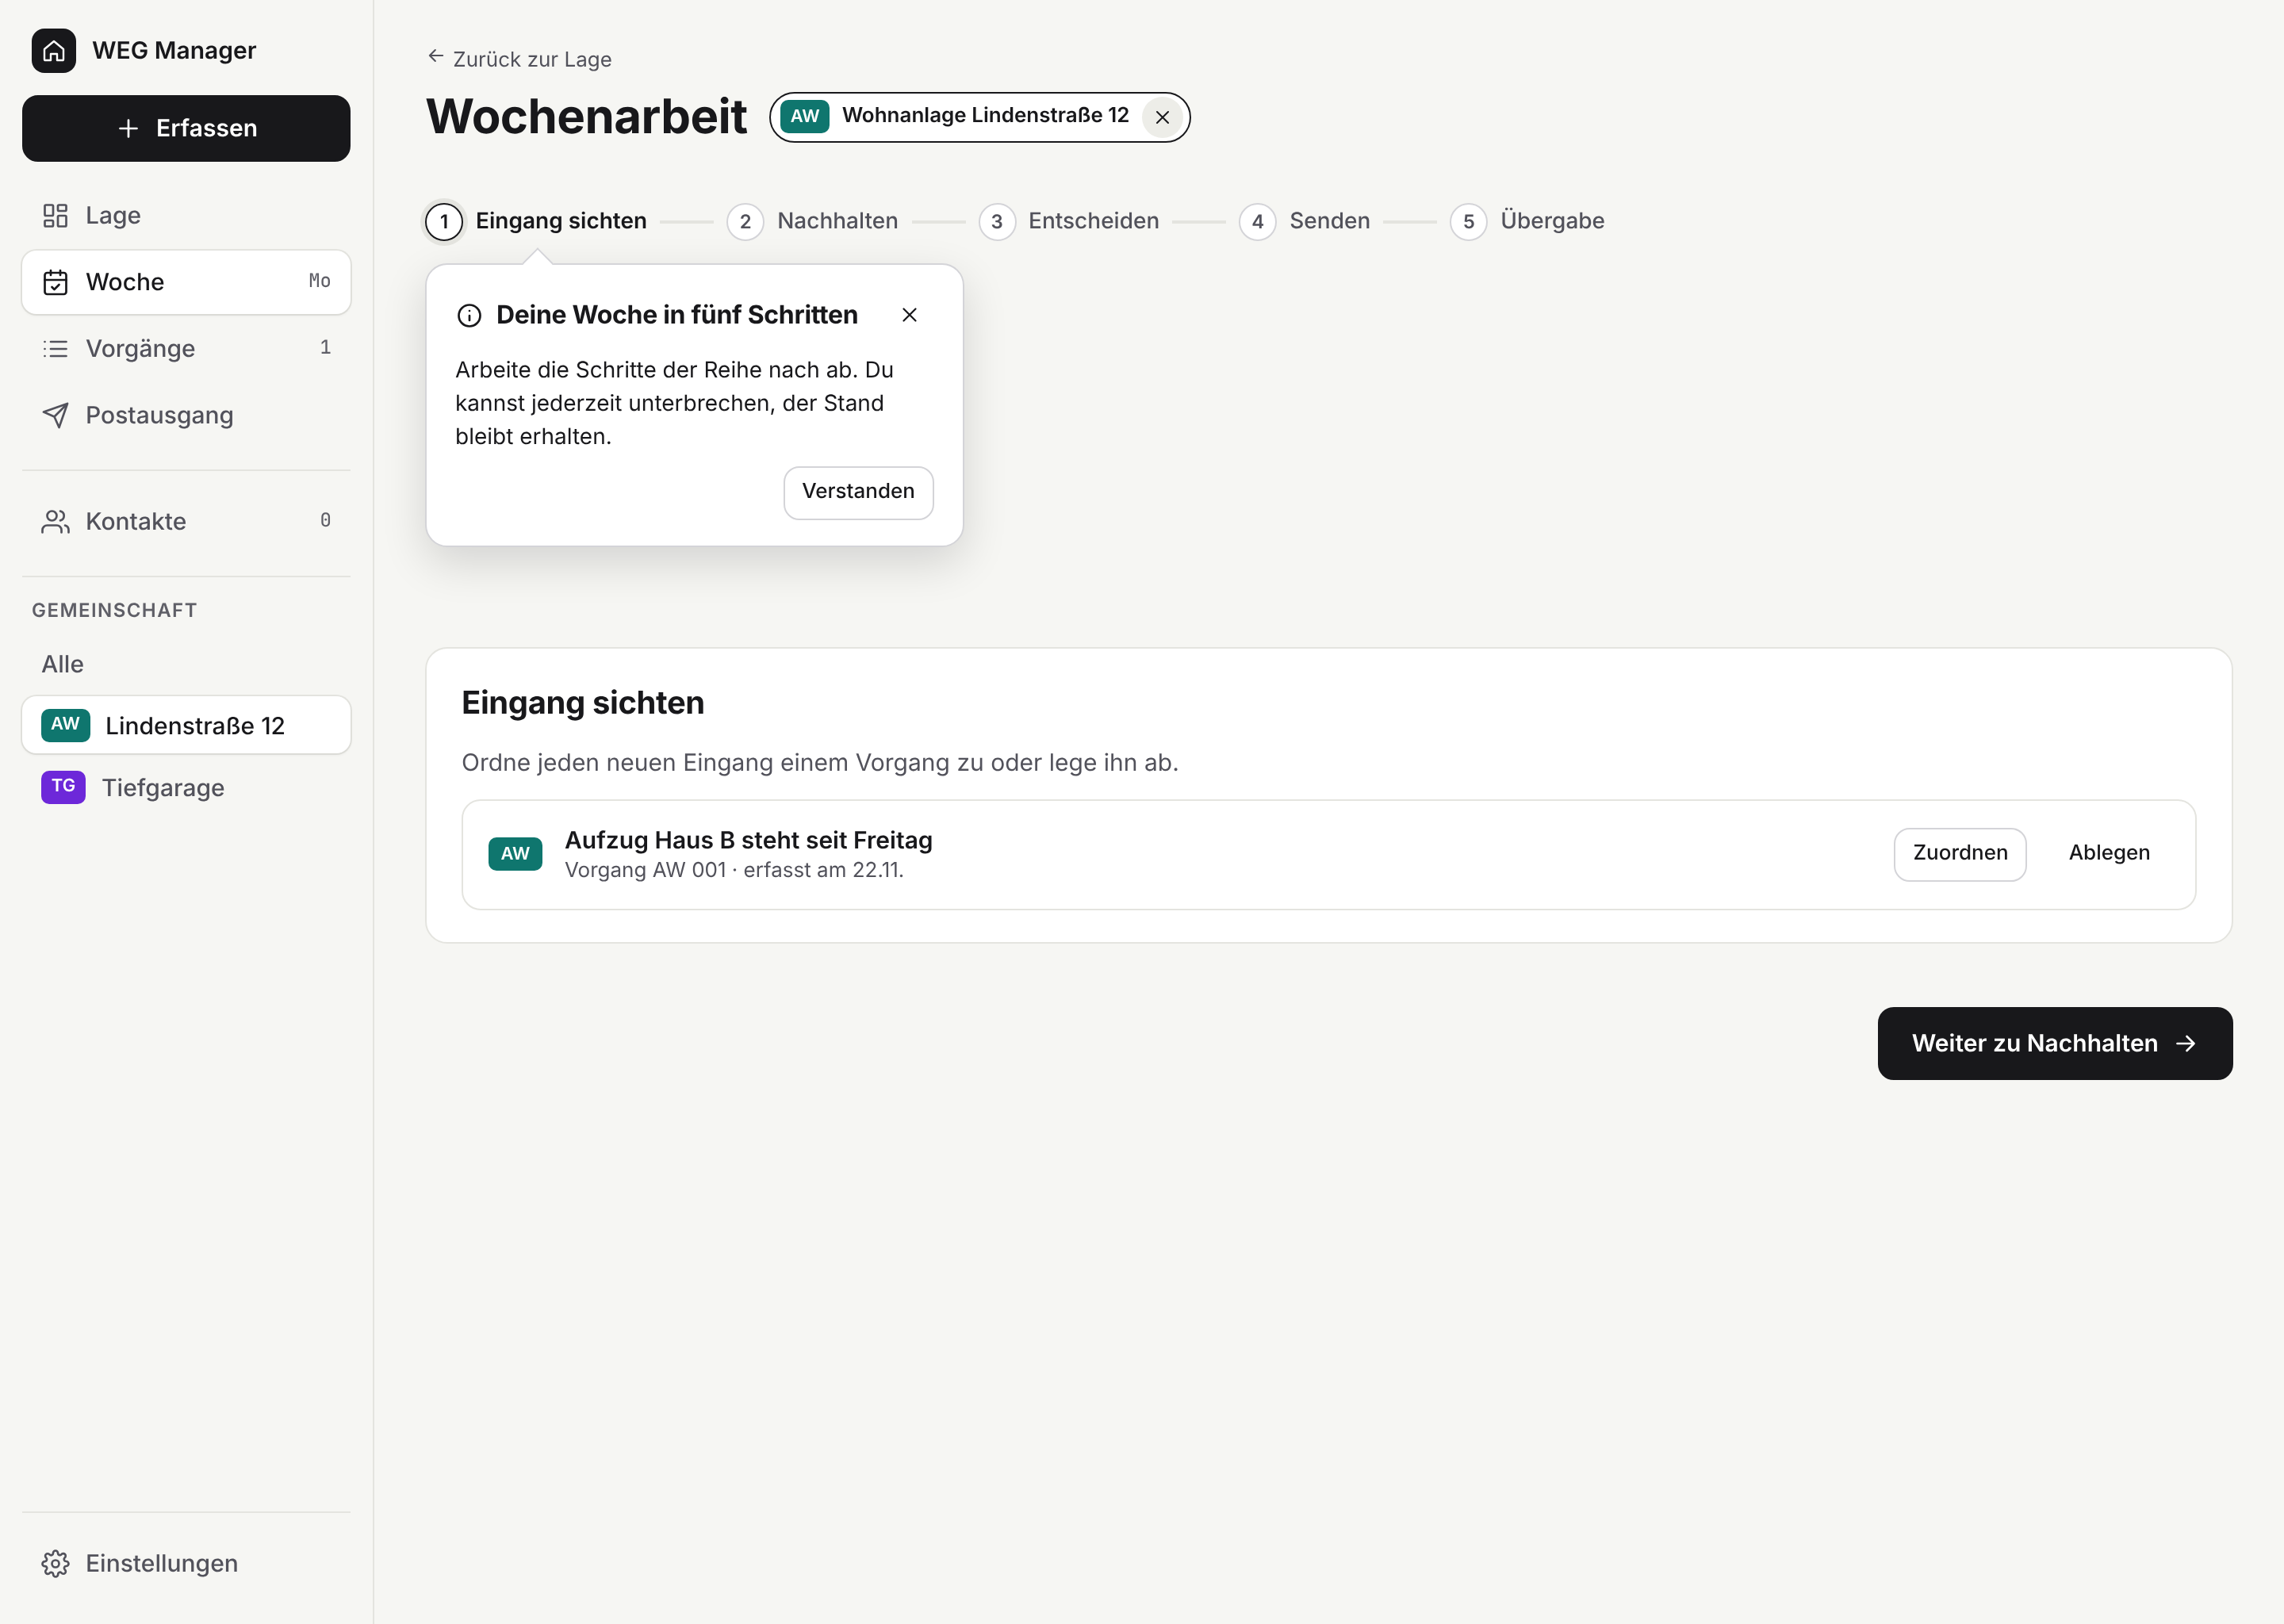 WEG Manager
Erfassen
Lage
Woche Mo
Vorgänge 1
Postausgang
Kontakte 0
GEMEINSCHAFT
Alle
AW Lindenstraße 12
TG Tiefgarage
Einstellungen
Zurück zur Lage
Wochenarbeit AW Wohnanlage Lindenstraße 12
1 Eingang sichten 2 Nachhalten 3 Entscheiden 4 Senden 5 Übergabe
Deine Woche in fünf Schritten
Arbeite die Schritte der Reihe nach ab. Du
kannst jederzeit unterbrechen, der Stand
bleibt erhalten.
Verstanden
Eingang sichten
Ordne jeden neuen Eingang einem Vorgang zu oder lege ihn ab.
AW Aufzug Haus B steht seit Freitag
Vorgang AW 001 · erfasst am 22.11.
Zuordnen Ablegen
Weiter zu Nachhalten